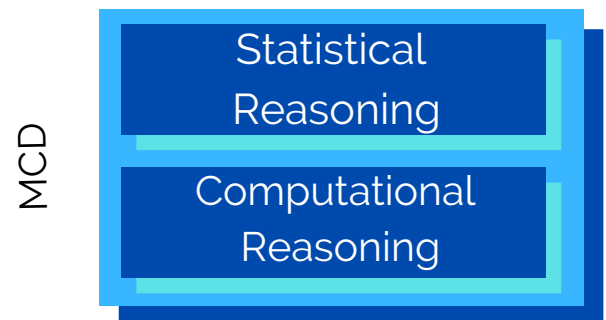 MCD
Statistical
Reasoning
Computational
Reasoning